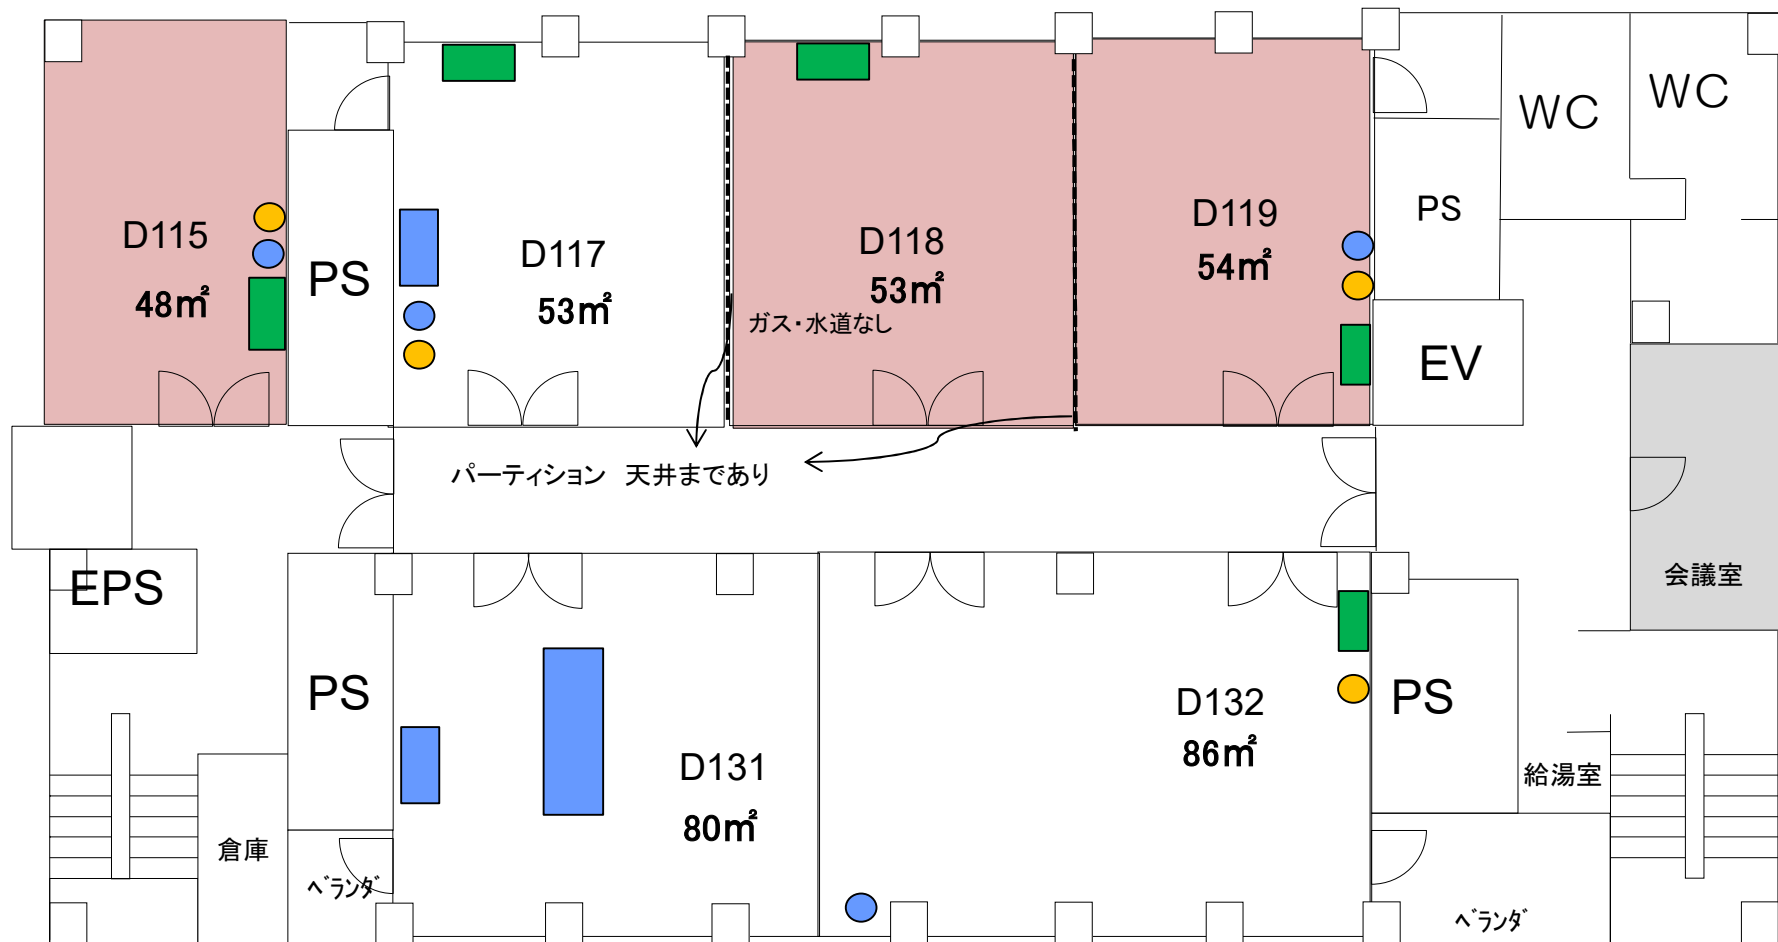 WC
WC
D115
48㎡
PS
D117
53㎡
D118
53㎡
ガス・水道なし
D119
54㎡
PS
EV
パーティション 天井まであり
EPS
会議室
PS
D131
80㎡
D132
86㎡
PS
給湯室
倉庫
ベランダ
ベランダ